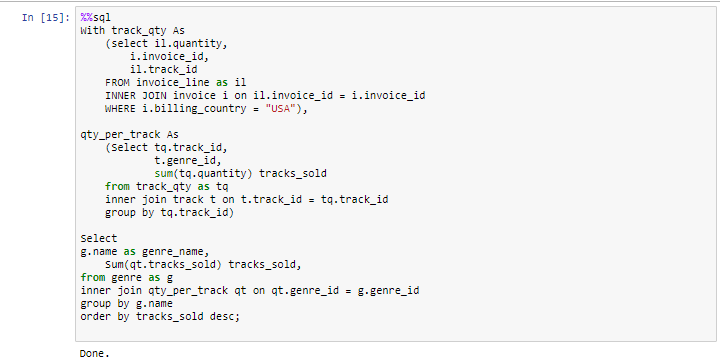 In [15]: %%sql
With track_qty As
(select il.quantity,
i.invoice_id,
il.track_id
FROM invoice_line as il
INNER JOIN invoice i on il.invoice_id = i.invoice_id
WHERE i.billing_country = "USA"),
qty_per_track As
(Select tq.track_id,
t.genre_id,
sum(tq.quantity) tracks_sold
from track_qty as tq
inner join track t on t.track_id = tq.track_id
group by tq.track_id)
Select
g.name as genre_name,
Sum(qt.tracks_sold) tracks_sold,
from genre as g
inner join qty_per_track qt on qt.genre_id = g.genre_id
group by g.name
order by tracks_sold desc;
Done.